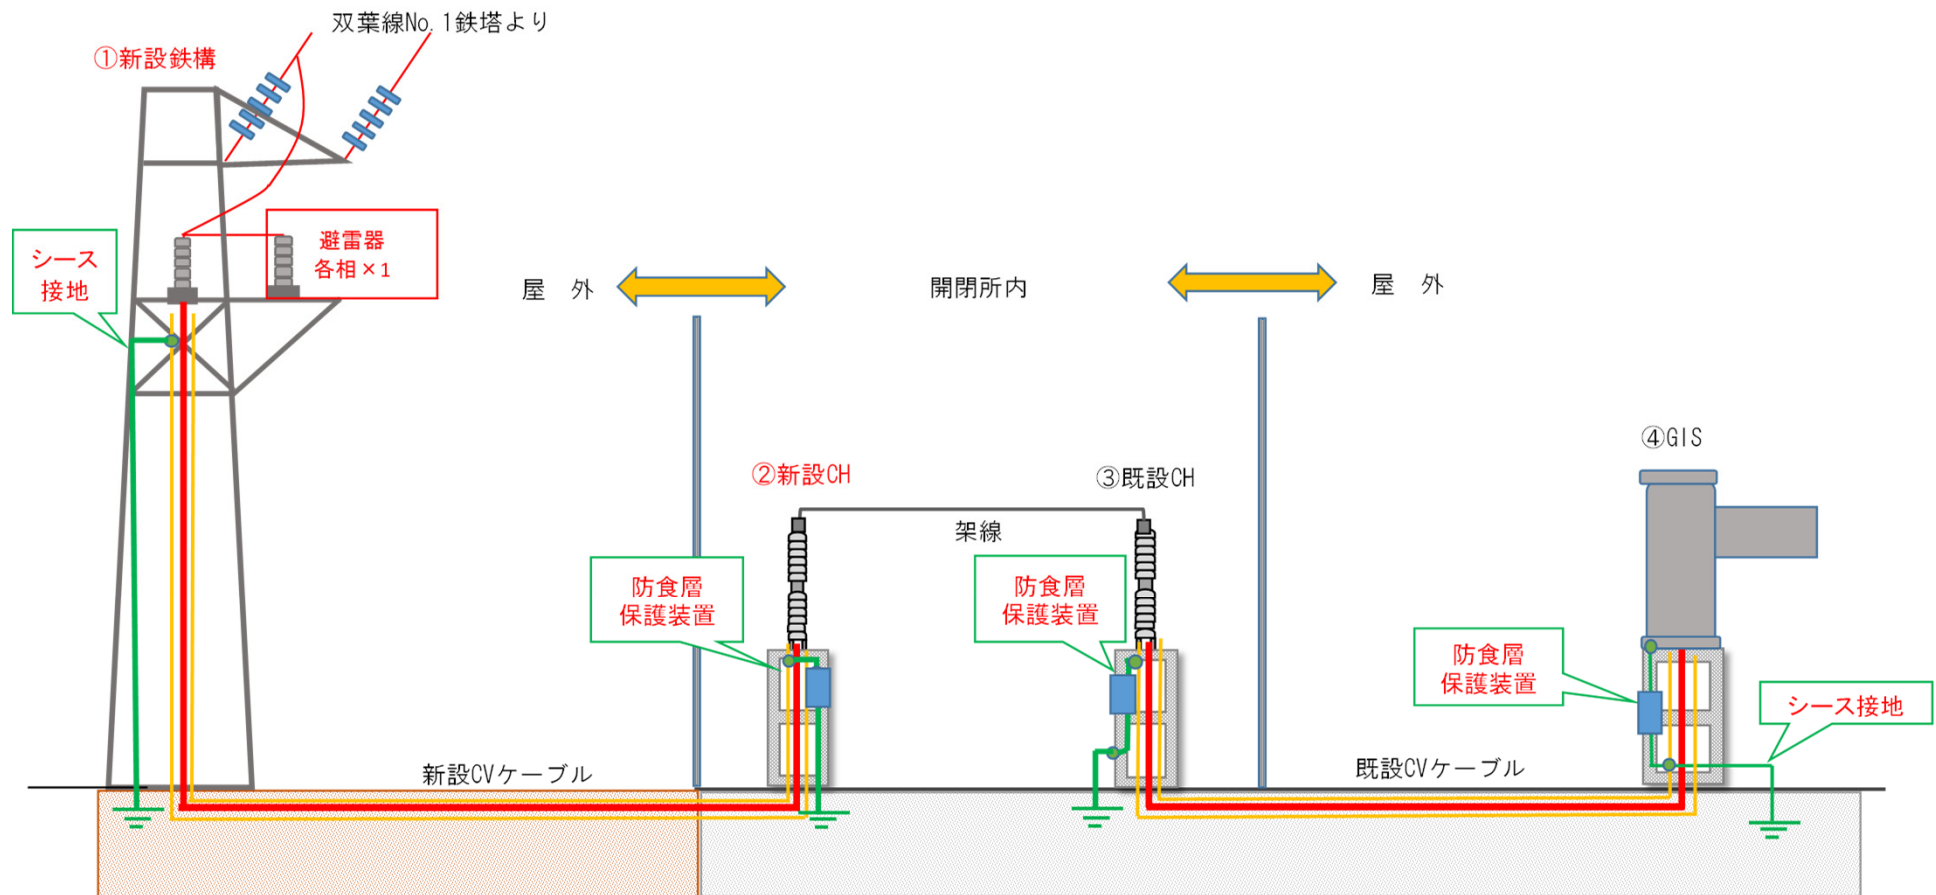 双葉線No.1鉄塔より
①新設鉄構
シース
接地
避雷器
各相×1
屋　外
開閉所内
屋　外
②新設CH
③既設CH
④GIS
架線
防食層
保護装置
防食層
保護装置
防食層
保護装置
シース接地
新設CVケーブル
既設CVケーブル